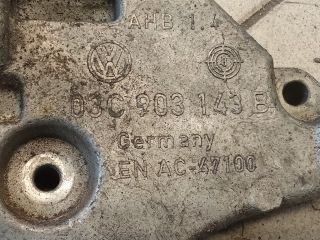 AHB 1.4
03C 903 143 B
Germany
EN AC-47100